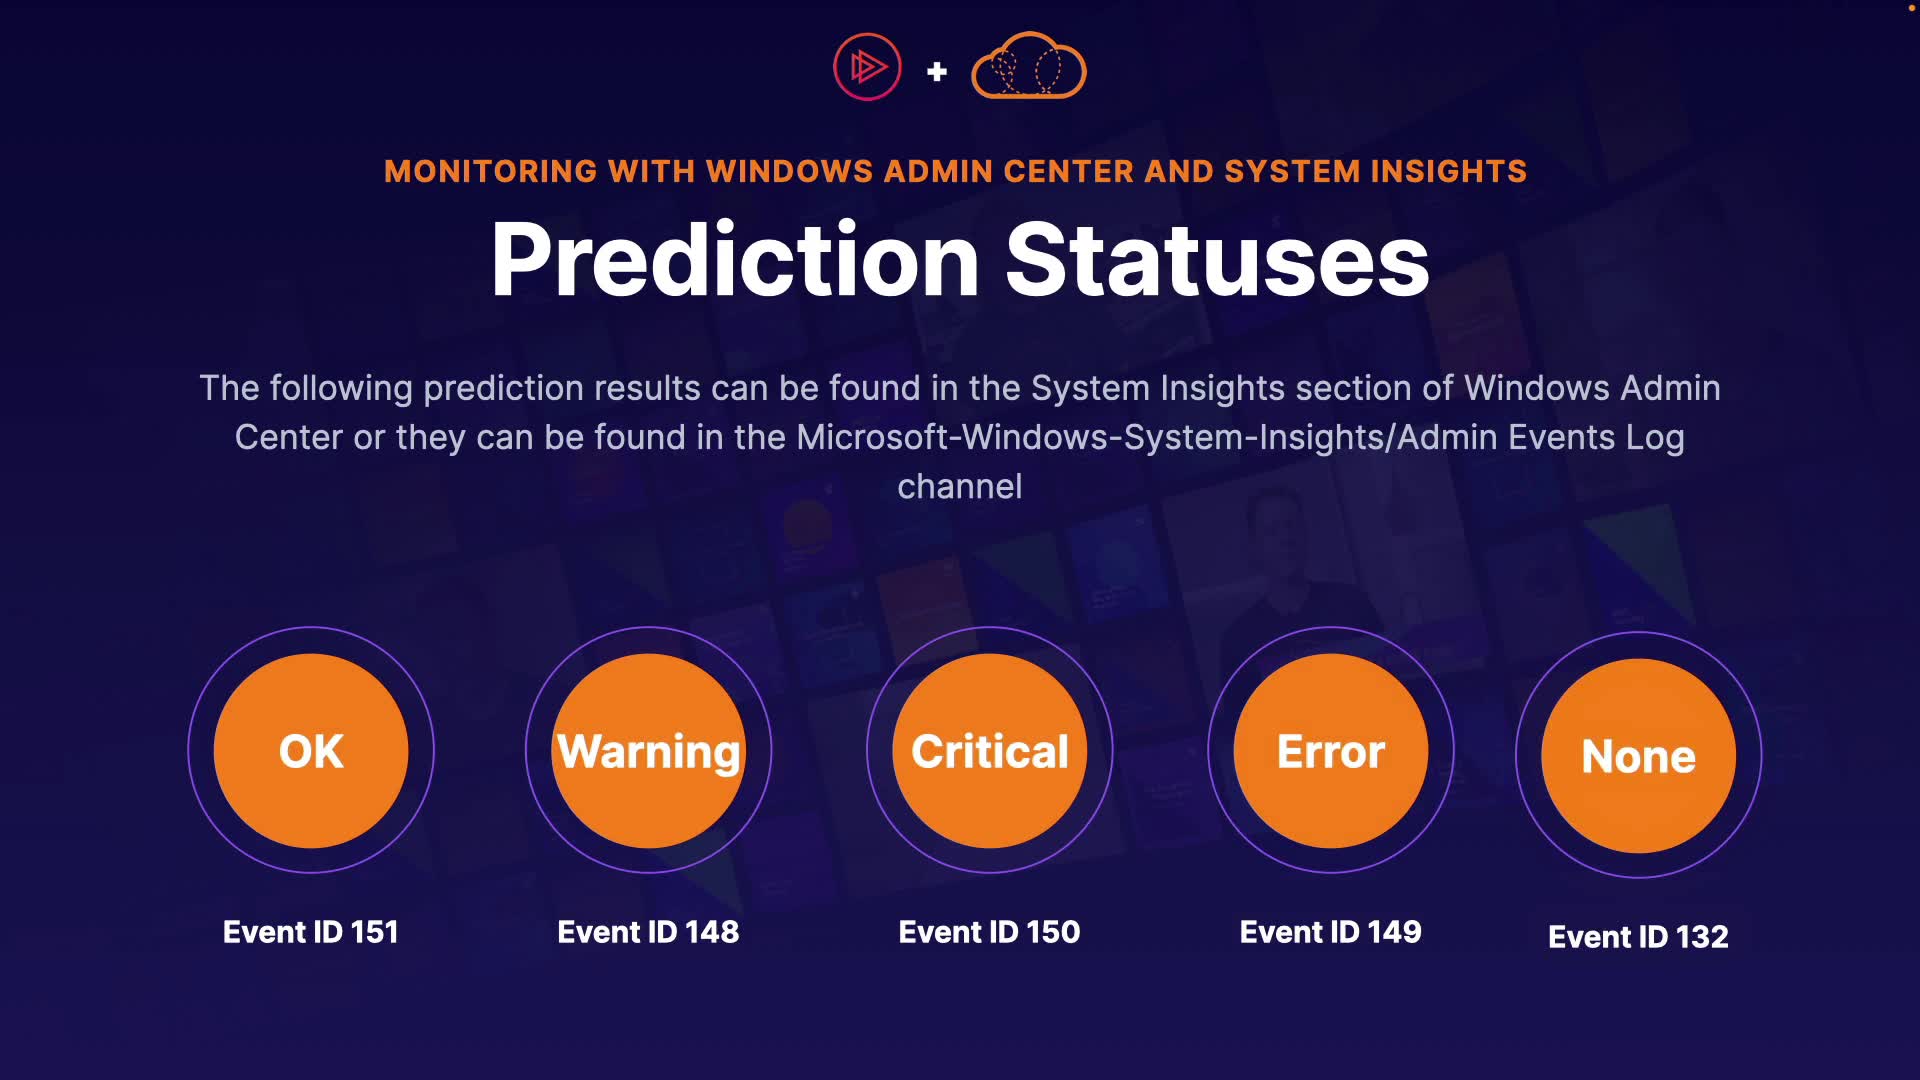 +
MONITORING WITH WINDOWS ADMIN CENTER AND SYSTEM INSIGHTS
Prediction Statuses
The following prediction results can be found in the System Insights section of Windows Admin
Center or they can be found in the Microsoft-Windows-System-Insights/Admin Events Log
channel
OK
Warning
Critical
Error
None
Event ID 151
Event ID 148
Event ID 150
Event ID 149
Event ID 132